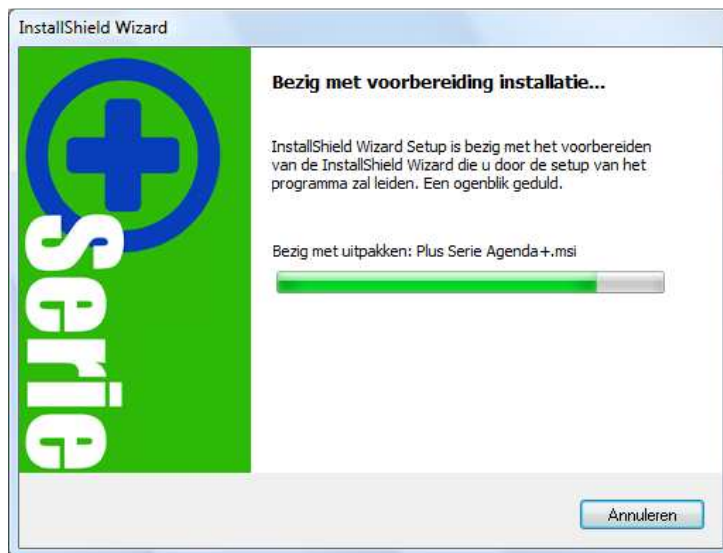 InstallShield Wizard
Serie
Bezig met voorbereiding installatie...
InstallShield Wizard Setup is bezig met het voorbereiden
van de InstallShield Wizard die u door de setup van het
programma zal leiden. Een ogenblik geduld.
Bezig met uitpakken: Plus Serie Agenda+.msi
Annuleren